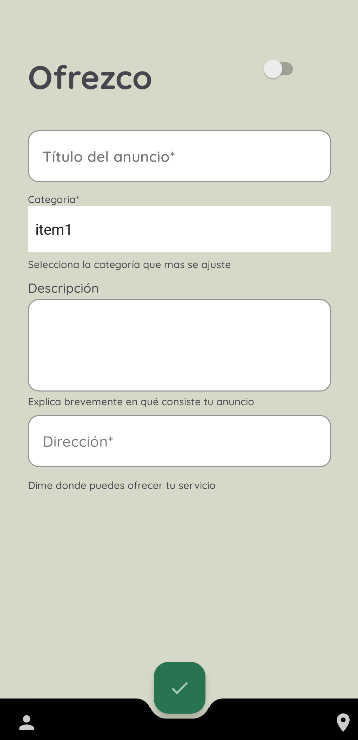 Ofrezco
Título del anuncio*
Categoría*
item1
Selecciona la categoría que mas se ajuste
Descripción
Explica brevemente en qué consiste tu anuncio
Dirección*
Dime donde puedes ofrecer tu servicio